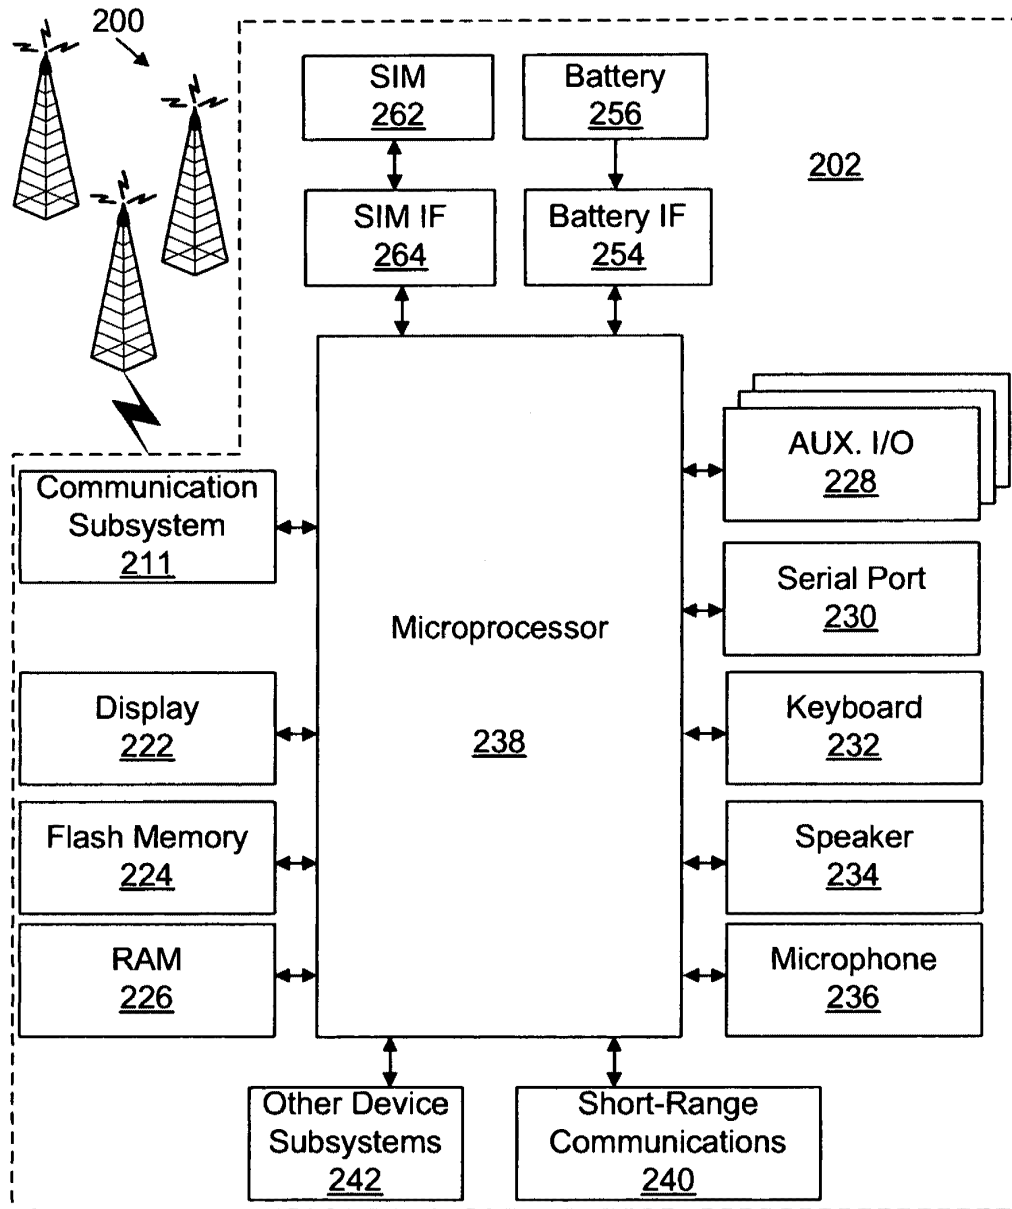 200
SIM
262
Battery
256
202
SIM IF
264
Battery IF
254
AUX. I/O
228
Communication
Subsystem
211
Serial Port
230
Microprocessor
238
Display
222
Keyboard
232
Flash Memory
224
Speaker
234
RAM
226
Microphone
236
Other Device
Subsystems
242
Short-Range
Communications
240